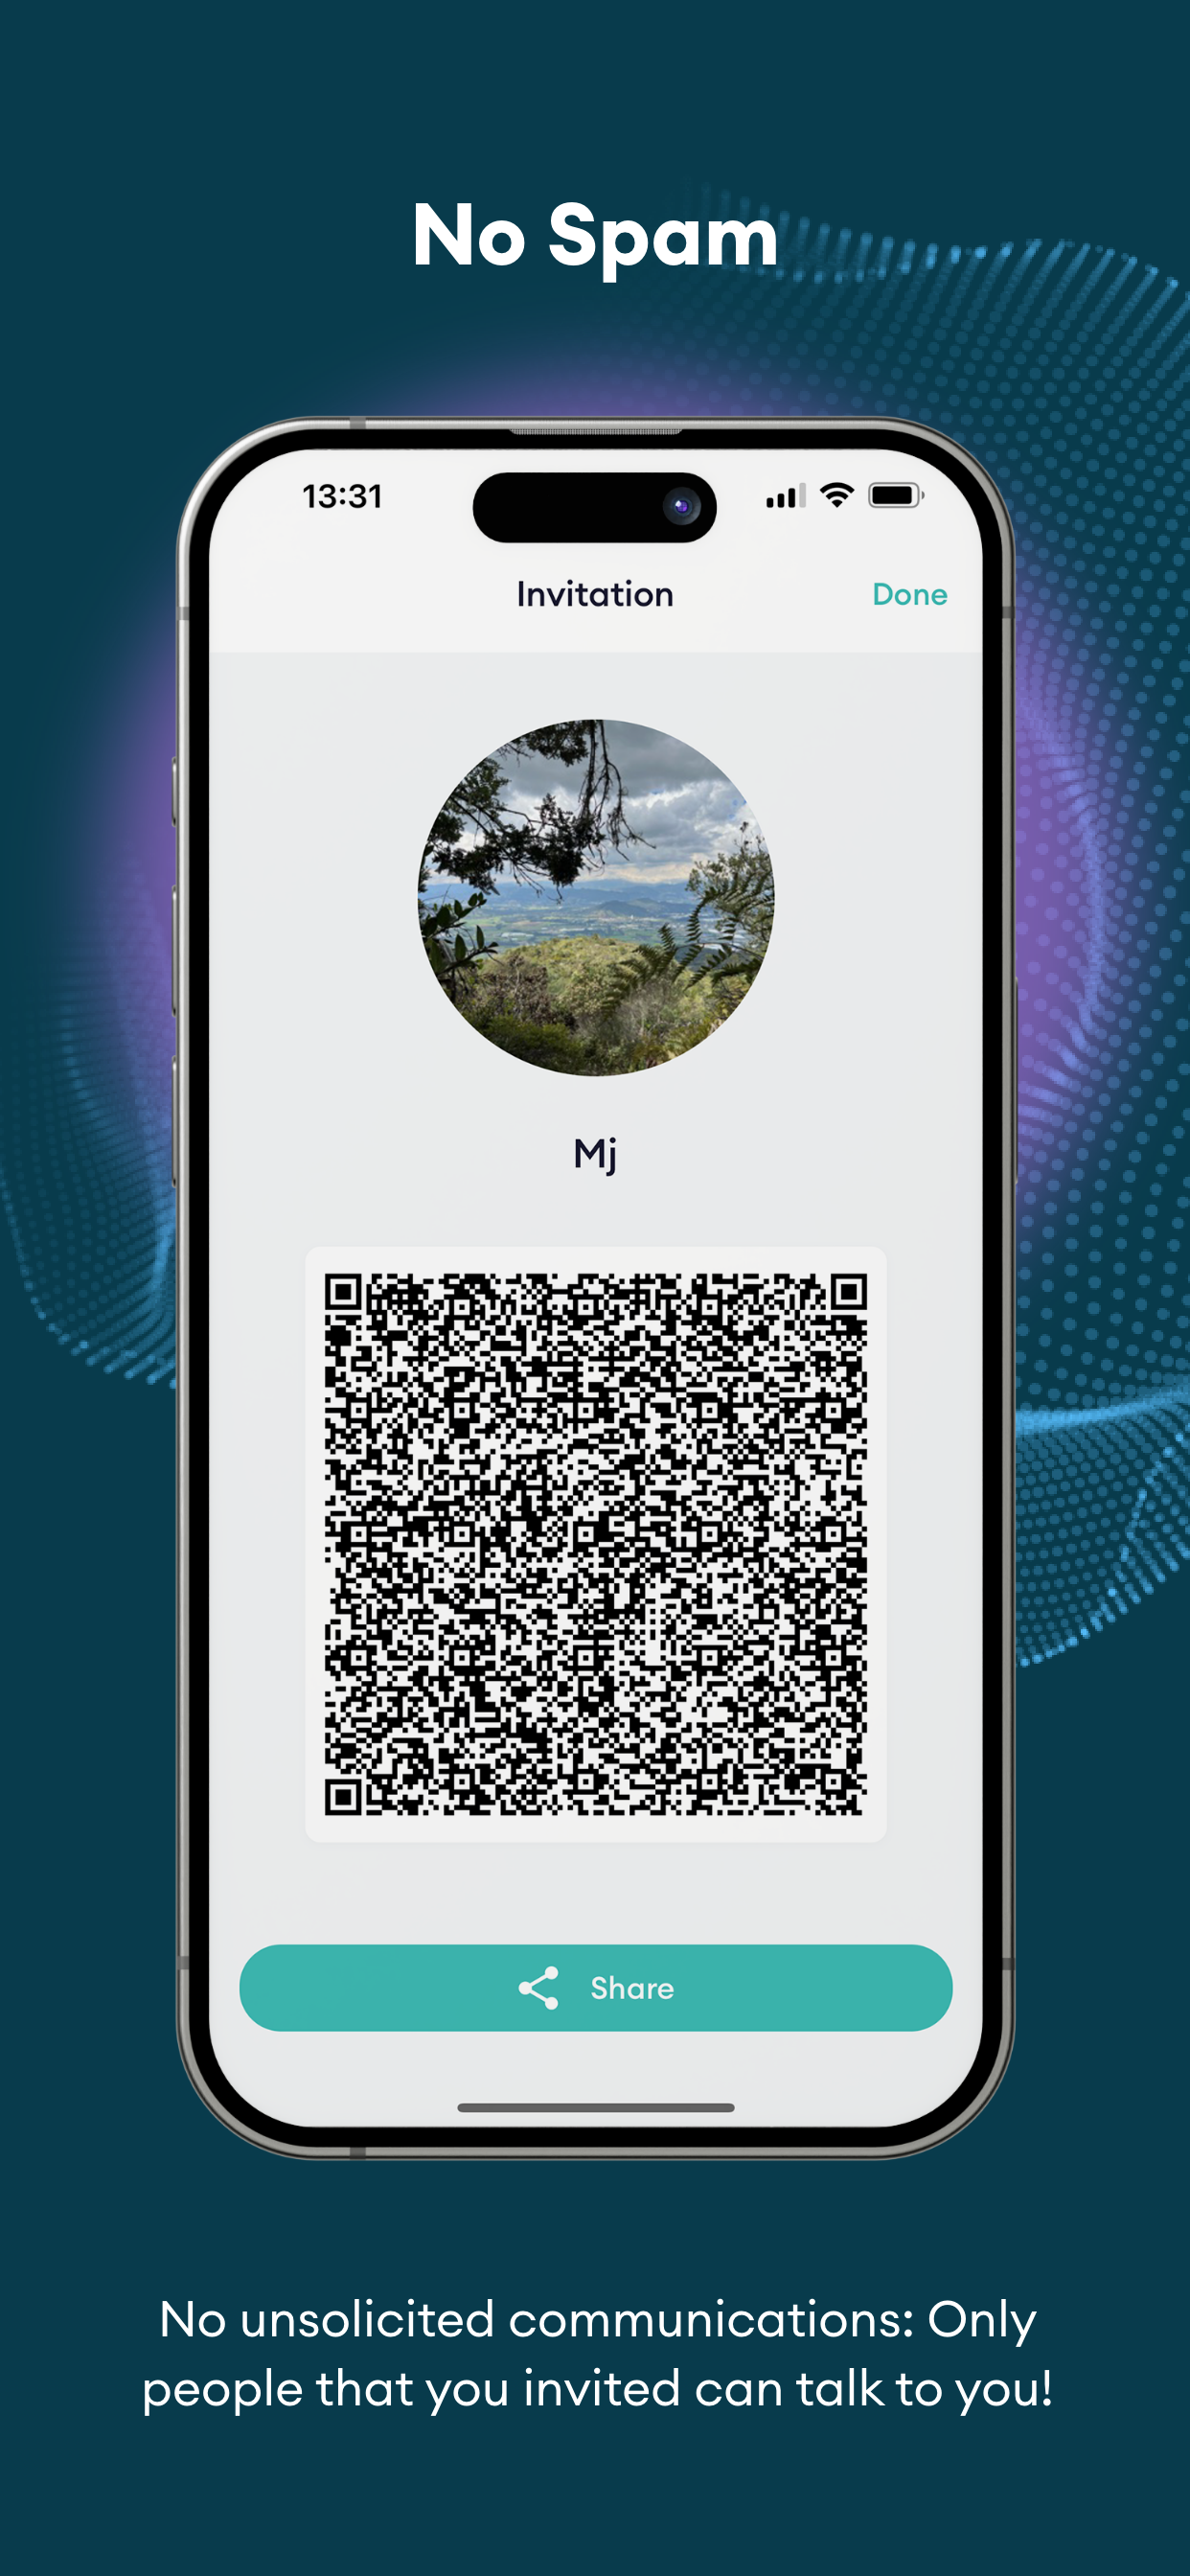 No Spam
13:31
Invitation
Done
Mj
Share
No unsolicited communications: Only
people that you invited can talk to you!